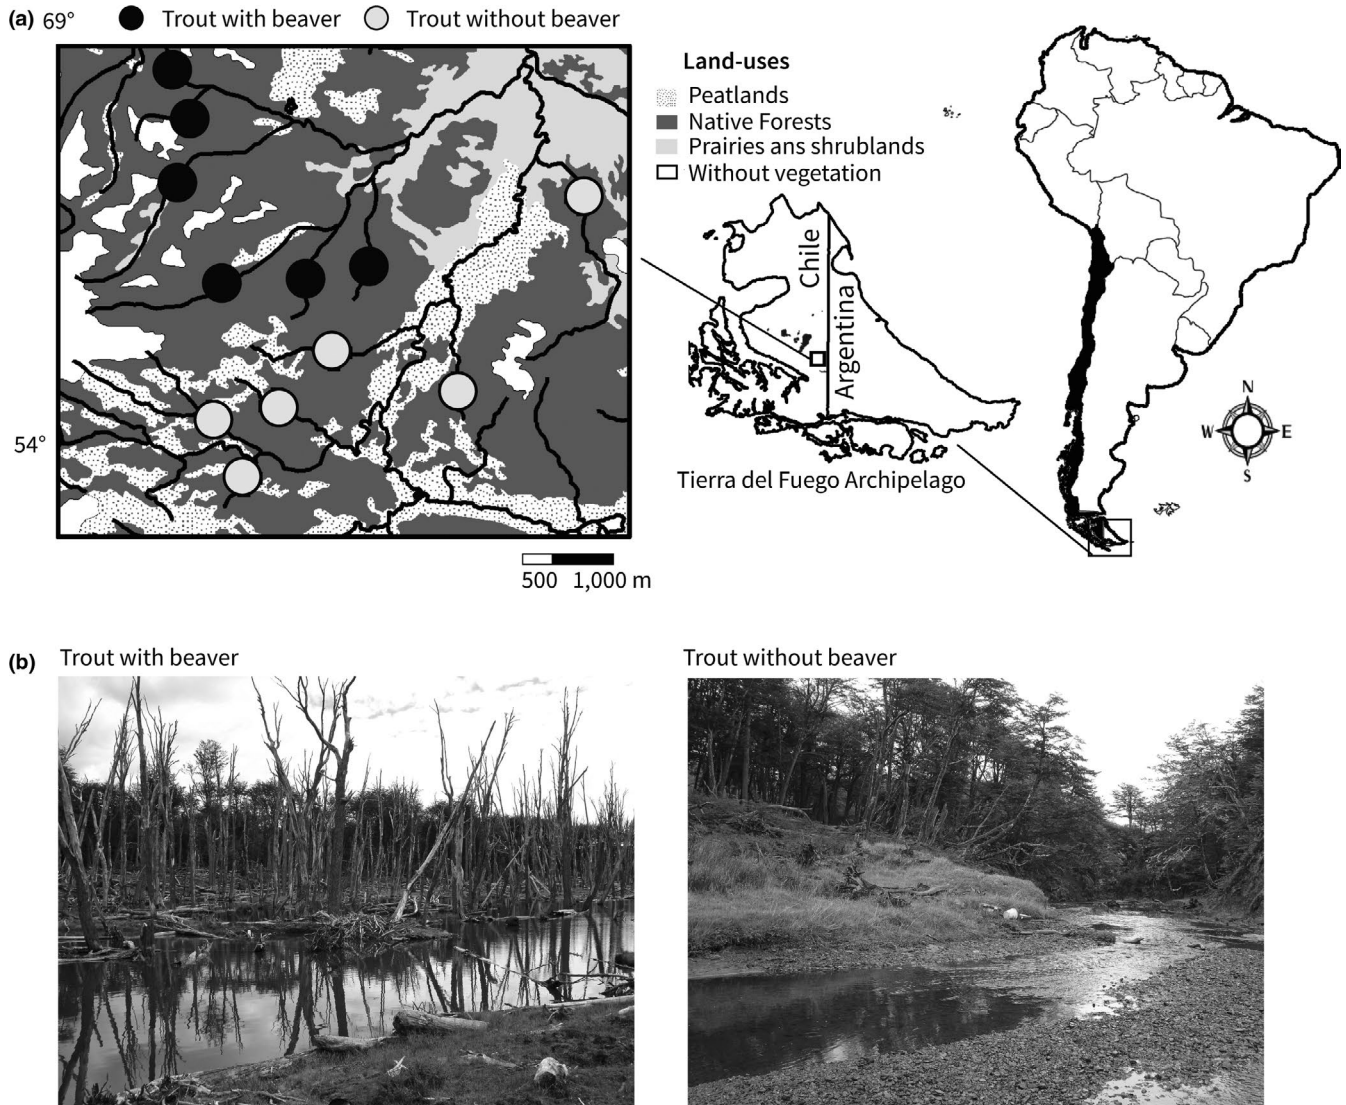 (a) 69° Trout with beaver Trout without beaver
Land-uses
Peatlands
Native Forests
Prairies ans shrublands
Without vegetation
Chile
Argentina
54°
N
W E
S
Tierra del Fuego Archipelago
500 1,000 m
(b) Trout with beaver Trout without beaver